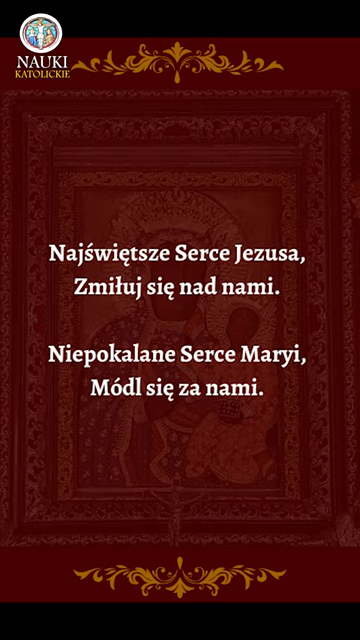 NAUKI
KATOLICKIE
Najświętsze Serce Jezusa,
Zmiłuj się nad nami.
Niepokalane Serce Maryi,
Módl się za nami.